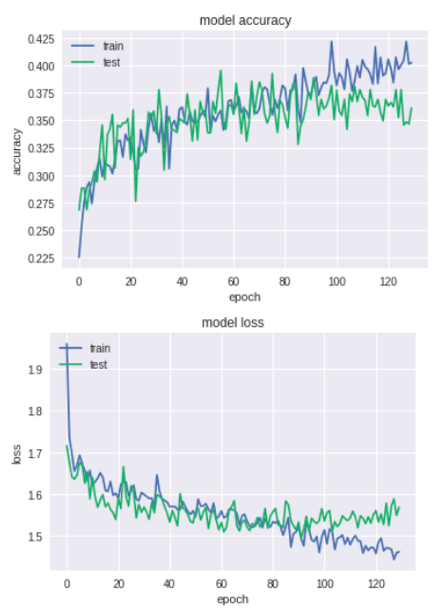 model accuracy
train
test
0.425
0.400
0.375
0.350
0.325
0.300
0.275
0.250
0.225
accuracy
0 20 40 60 80 100 120
epoch
model loss
train
test
1.9
1.8
1.7
1.6
1.5
loss
0 20 40 60 80 100 120
epoch